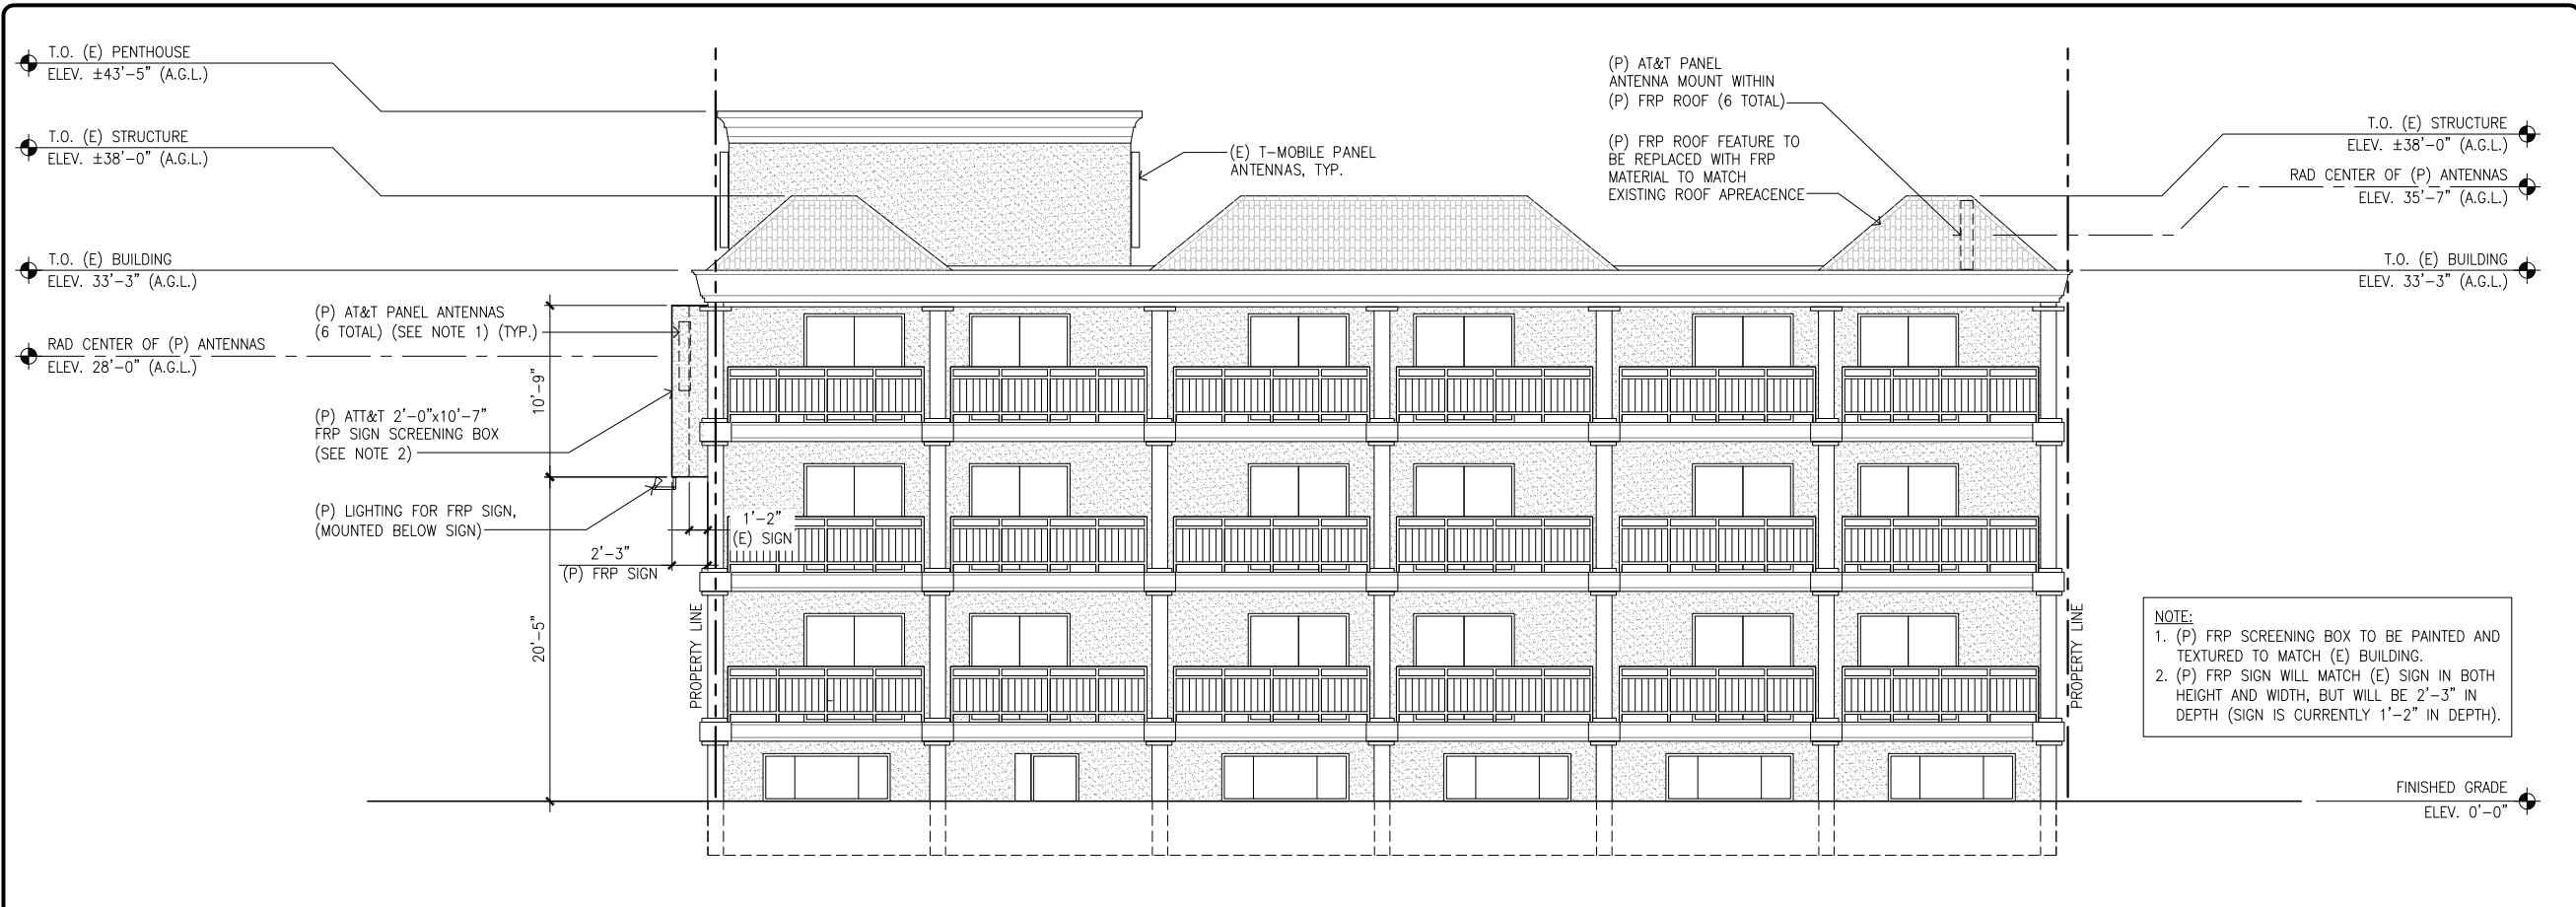 T.O. (E) PENTHOUSE
ELEV. ±43'-5" (A.G.L.)
T.O. (E) STRUCTURE
ELEV. ±38'-0" (A.G.L.)
T.O. (E) BUILDING
ELEV. 33'-3" (A.G.L.)
RAD CENTER OF (P) ANTENNAS
ELEV. 28'-0" (A.G.L.)
(P) AT&T PANEL ANTENNAS
(6 TOTAL) (SEE NOTE 1) (TYP.)
(P) ATT&T 2'-0"x10'-7"
FRP SIGN SCREENING BOX
(SEE NOTE 2)
(P) LIGHTING FOR FRP SIGN,
(MOUNTED BELOW SIGN)
10'-9"
20'-5"
2'-3"
(P) FRP SIGN
1'-2"
(E) SIGN
PROPERTY LINE
(E) T-MOBILE PANEL
ANTENNAS, TYP.
(P) AT&T PANEL
ANTENNA MOUNT WITHIN
(P) FRP ROOF (6 TOTAL)
(P) FRP ROOF FEATURE TO
BE REPLACED WITH FRP
MATERIAL TO MATCH
EXISTING ROOF APREACENCE
T.O. (E) STRUCTURE
ELEV. ±38'-0" (A.G.L.)
RAD CENTER OF (P) ANTENNAS
ELEV. 35'-7" (A.G.L.)
T.O. (E) BUILDING
ELEV. 33'-3" (A.G.L.)
PROPERTY LINE
NOTE:
1. (P) FRP SCREENING BOX TO BE PAINTED AND
TEXTURED TO MATCH (E) BUILDING.
2. (P) FRP SIGN WILL MATCH (E) SIGN IN BOTH
HEIGHT AND WIDTH, BUT WILL BE 2'-3" IN
DEPTH (SIGN IS CURRENTLY 1'-2" IN DEPTH).
FINISHED GRADE
ELEV. 0'-0"